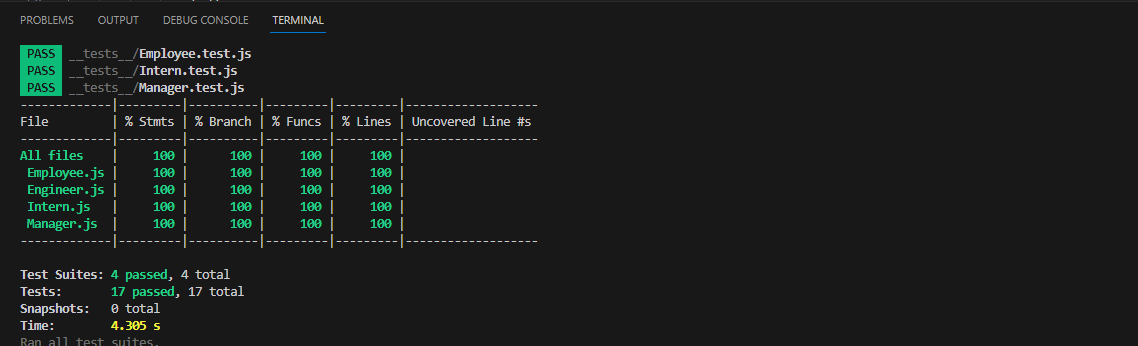 PROBLEMS OUTPUT DEBUG CONSOLE TERMINAL
PASS __tests__/Employee.test.js
PASS __tests__/Intern.test.js
PASS __tests__/Manager.test.js
-------------|---------|----------|---------|---------|-------------------
File         | % Stmts | % Branch | % Funcs | % Lines | Uncovered Line #s
-------------|---------|----------|---------|---------|-------------------
All files    |     100 |      100 |     100 |     100 |
 Employee.js |     100 |      100 |     100 |     100 |
 Engineer.js |     100 |      100 |     100 |     100 |
 Intern.js   |     100 |      100 |     100 |     100 |
 Manager.js  |     100 |      100 |     100 |     100 |
-------------|---------|----------|---------|---------|-------------------
Test Suites: 4 passed, 4 total
Tests:       17 passed, 17 total
Snapshots:   0 total
Time:        4.305 s
Ran all test suites.